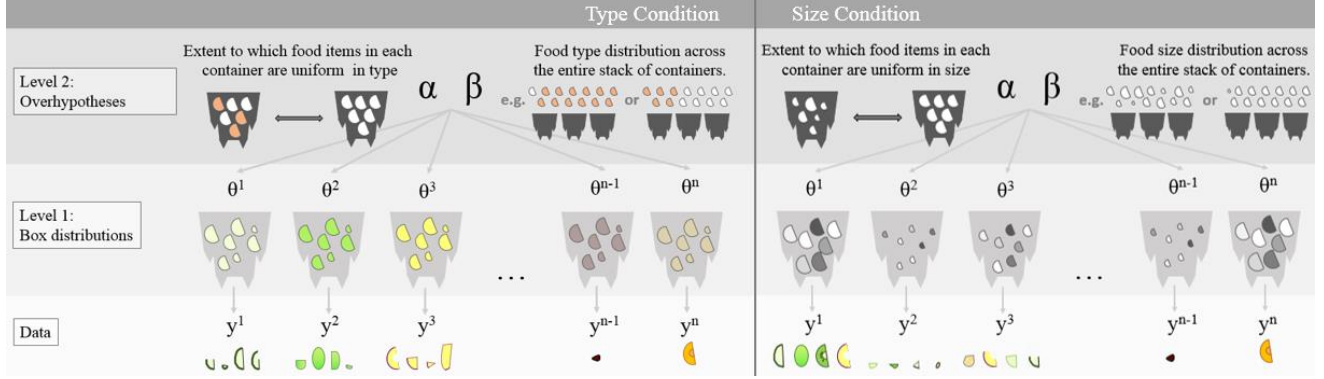 Type Condition
Size Condition
Level 2:
Overhypotheses
Extent to which food items in each
container are uniform in type
α β
Food type distribution across
the entire stack of containers.
e.g. or
Extent to which food items in each
container are uniform in size
α β
Food size distribution across
the entire stack of containers.
e.g. or
Level 1:
Box distributions
θ¹ θ² θ³ θⁿ⁻¹ θⁿ
...
θ¹ θ² θ³ θⁿ⁻¹ θⁿ
...
Data
y¹ y² y³ yⁿ⁻¹ yⁿ
y¹ y² y³ yⁿ⁻¹ yⁿ